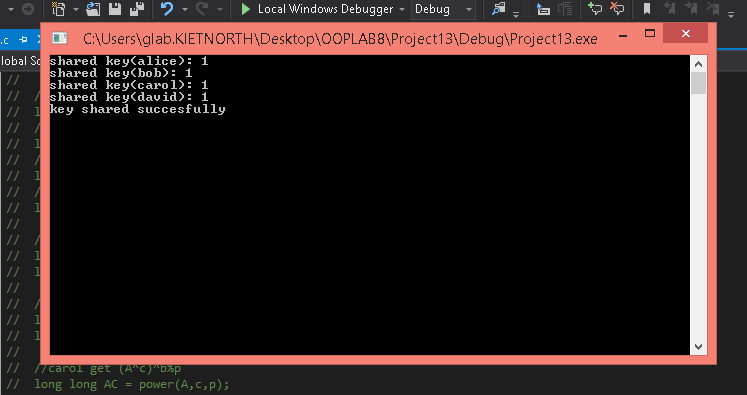 Local Windows Debugger
Debug
.c
C:\Users\glab.KIETNORTH\Desktop\OOPLAB8\Project13\Debug\Project13.exe
lobal Sc
shared key(alice): 1
shared key(bob): 1
shared key(carol): 1
shared key(david): 1
key shared succesfully
//
// /
// l
// /
// l
// /
// l
// /
// l
//
// /
// l
// l
//
// /
// l
// l
//
// //carol get (A^c)^b%p
// long long AC = power(A,c,p);